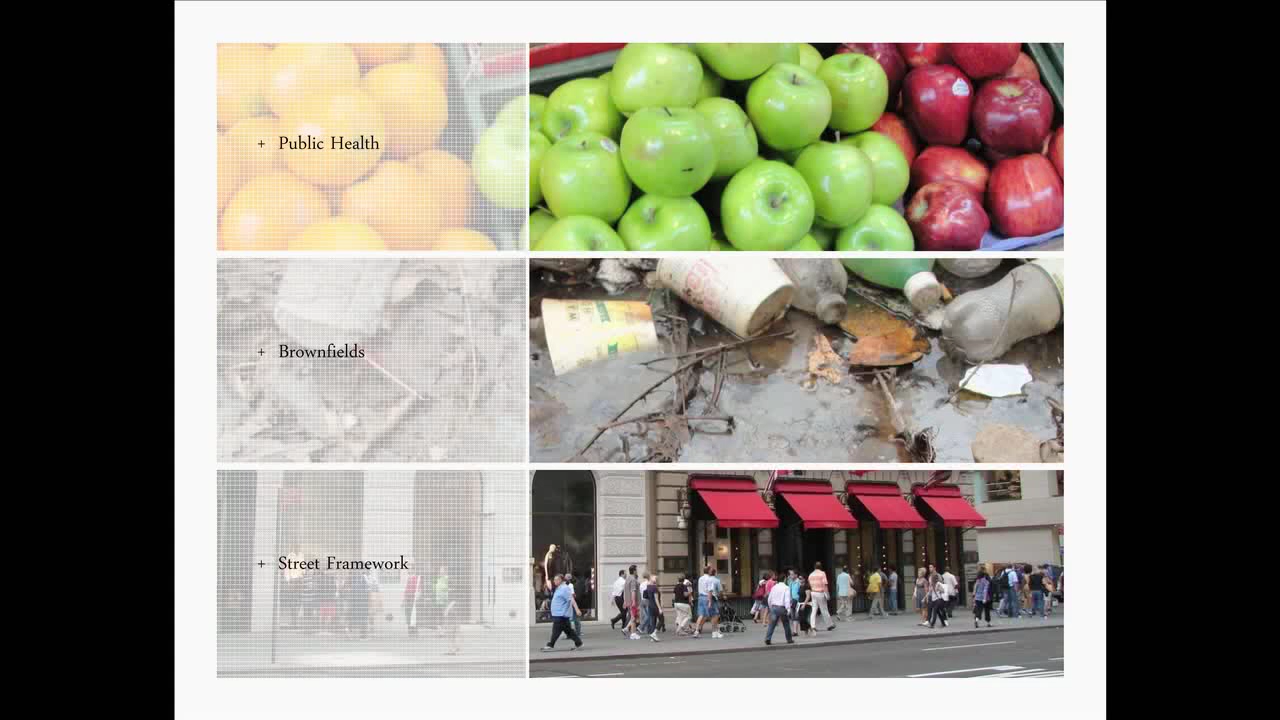 + Public Health
+ Brownfields
+ Street Framework